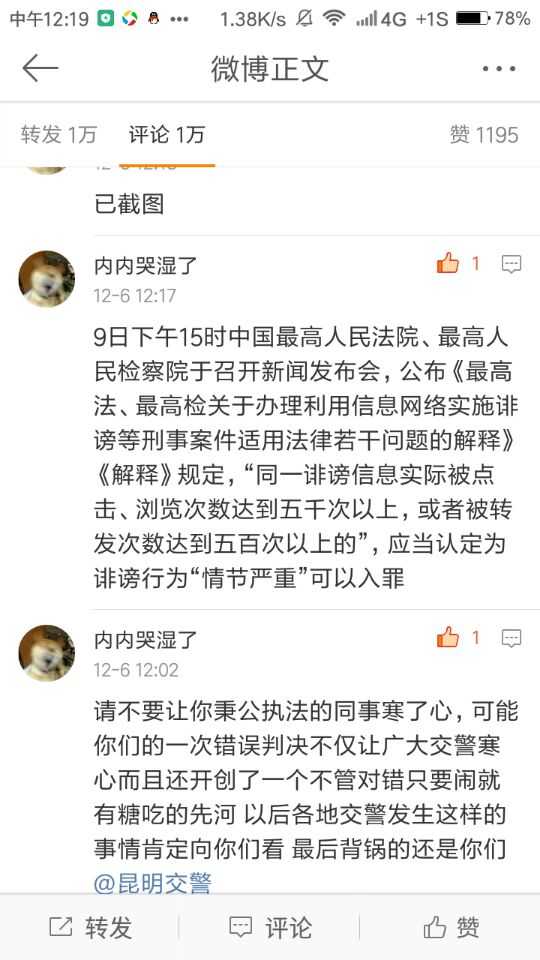 中午12:19 ••• 1.38K/s 4G +1S 78%
微博正文
转发 1万 评论 1万 赞 1195
已截图
内内哭湿了 1
12-6 12:17
9日下午15时中国最高人民法院、最高人
民检察院于召开新闻发布会，公布《最高
法、最高检关于办理利用信息网络实施诽
谤等刑事案件适用法律若干问题的解释》
《解释》规定，“同一诽谤信息实际被点
击、浏览次数达到五千次以上，或者被转
发次数达到五百次以上的”，应当认定为
诽谤行为“情节严重”可以入罪
内内哭湿了 1
12-6 12:02
请不要让你秉公执法的同事寒了心，可能
你们的一次错误判决不仅让广大交警寒
心而且还开创了一个不管对错只要闹就
有糖吃的先河 以后各地交警发生这样的
事情肯定向你们看 最后背锅的还是你们
@昆明交警
转发 评论 赞